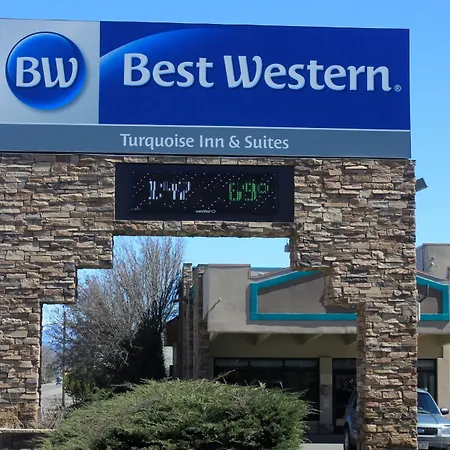 BW
Best Western®
Turquoise Inn & Suites
1:47 69°